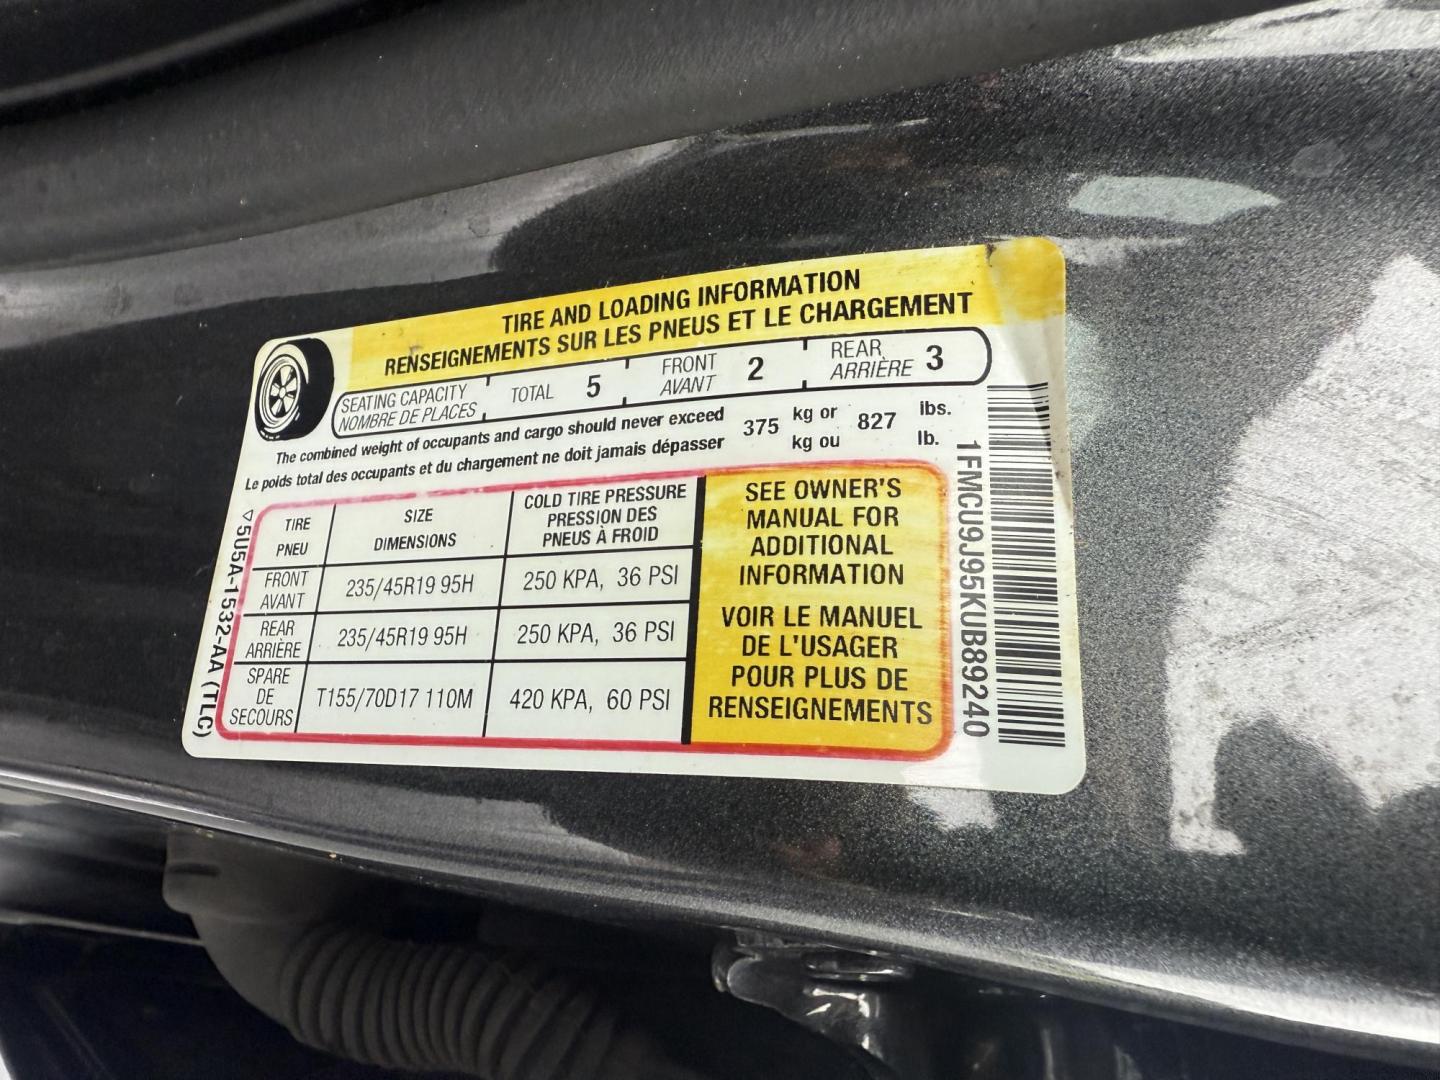 TIRE AND LOADING INFORMATION
RENSEIGNEMENTS SUR LES PNEUS ET LE CHARGEMENT
SEATING CAPACITY
NOMBRE DE PLACES
TOTAL 5
FRONT
AVANT
2
REAR
ARRIÈRE
3
The combined weight of occupants and cargo should never exceed 375 kg or 827 lbs.
Le poids total des occupants et du chargement ne doit jamais dépasser kg ou lb.
TIRE
PNEU
SIZE
DIMENSIONS
COLD TIRE PRESSURE
PRESSION DES
PNEUS À FROID
FRONT
AVANT
235/45R19 95H
250 KPA, 36 PSI
REAR
ARRIÈRE
235/45R19 95H
250 KPA, 36 PSI
SPARE
DE
SECOURS
T155/70D17 110M
420 KPA, 60 PSI
SEE OWNER'S
MANUAL FOR
ADDITIONAL
INFORMATION
VOIR LE MANUEL
DE L'USAGER
POUR PLUS DE
RENSEIGNEMENTS
5U5A-1532-AA (TLC)
1FMCU9J95KUB89240